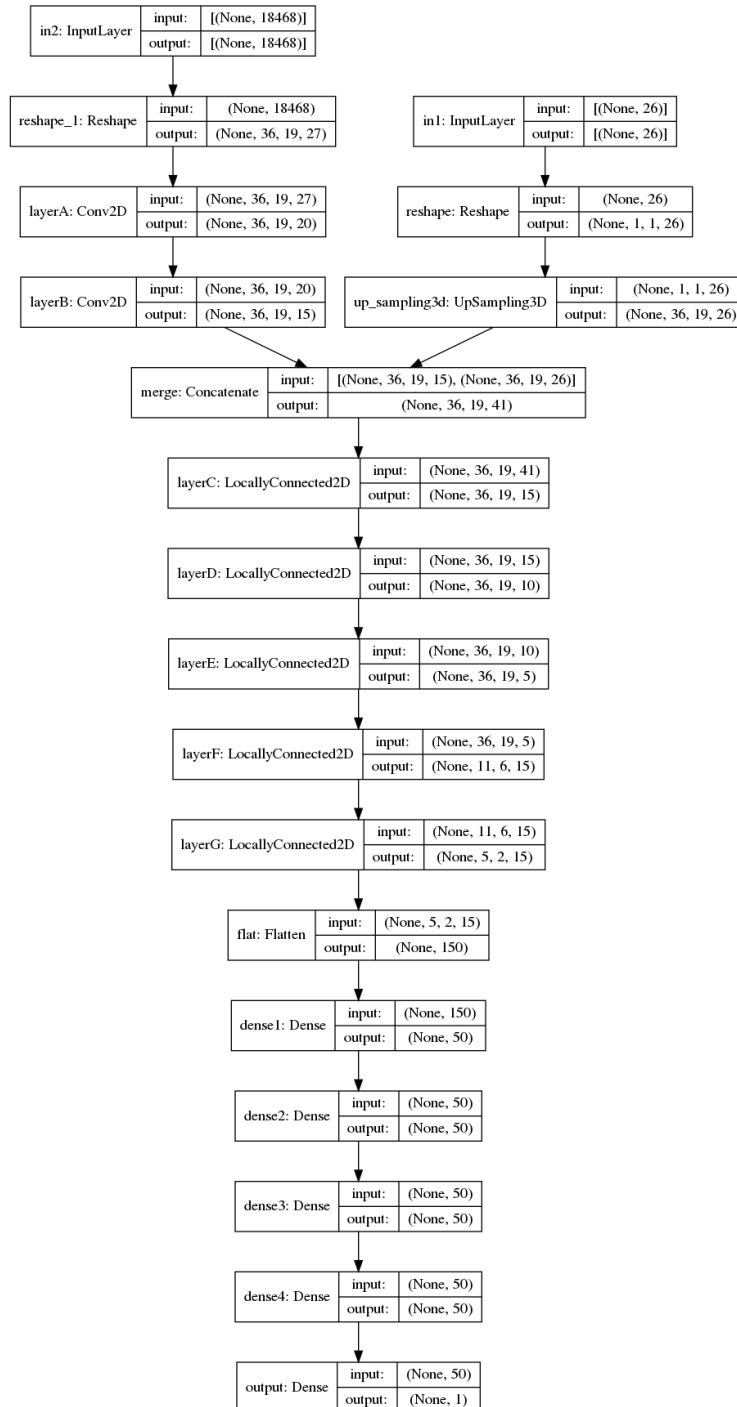 in2: InputLayer
input: [(None, 18468)]
output: [(None, 18468)]
reshape_1: Reshape
input: (None, 18468)
output: (None, 36, 19, 27)
in1: InputLayer
input: [(None, 26)]
output: [(None, 26)]
layerA: Conv2D
input: (None, 36, 19, 27)
output: (None, 36, 19, 20)
reshape: Reshape
input: (None, 26)
output: (None, 1, 1, 26)
layerB: Conv2D
input: (None, 36, 19, 20)
output: (None, 36, 19, 15)
up_sampling3d: UpSampling3D
input: (None, 1, 1, 26)
output: (None, 36, 19, 26)
merge: Concatenate
input: [(None, 36, 19, 15), (None, 36, 19, 26)]
output: (None, 36, 19, 41)
layerC: LocallyConnected2D
input: (None, 36, 19, 41)
output: (None, 36, 19, 15)
layerD: LocallyConnected2D
input: (None, 36, 19, 15)
output: (None, 36, 19, 10)
layerE: LocallyConnected2D
input: (None, 36, 19, 10)
output: (None, 36, 19, 5)
layerF: LocallyConnected2D
input: (None, 36, 19, 5)
output: (None, 11, 6, 15)
layerG: LocallyConnected2D
input: (None, 11, 6, 15)
output: (None, 5, 2, 15)
flat: Flatten
input: (None, 5, 2, 15)
output: (None, 150)
dense1: Dense
input: (None, 150)
output: (None, 50)
dense2: Dense
input: (None, 50)
output: (None, 50)
dense3: Dense
input: (None, 50)
output: (None, 50)
dense4: Dense
input: (None, 50)
output: (None, 50)
output: Dense
input: (None, 50)
output: (None, 1)